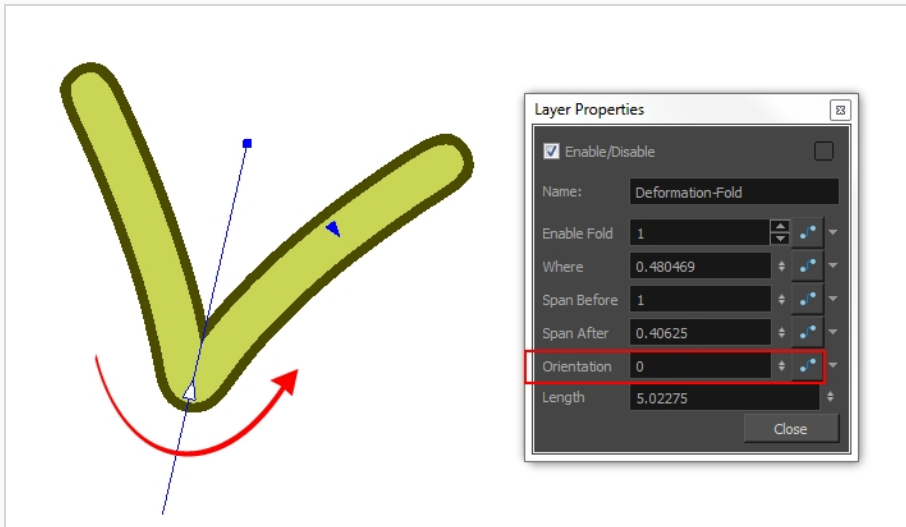 Layer Properties
Enable/Disable
Name: Deformation-Fold
Enable Fold 1
Where 0.480469
Span Before 1
Span After 0.40625
Orientation 0
Length 5.02275
Close